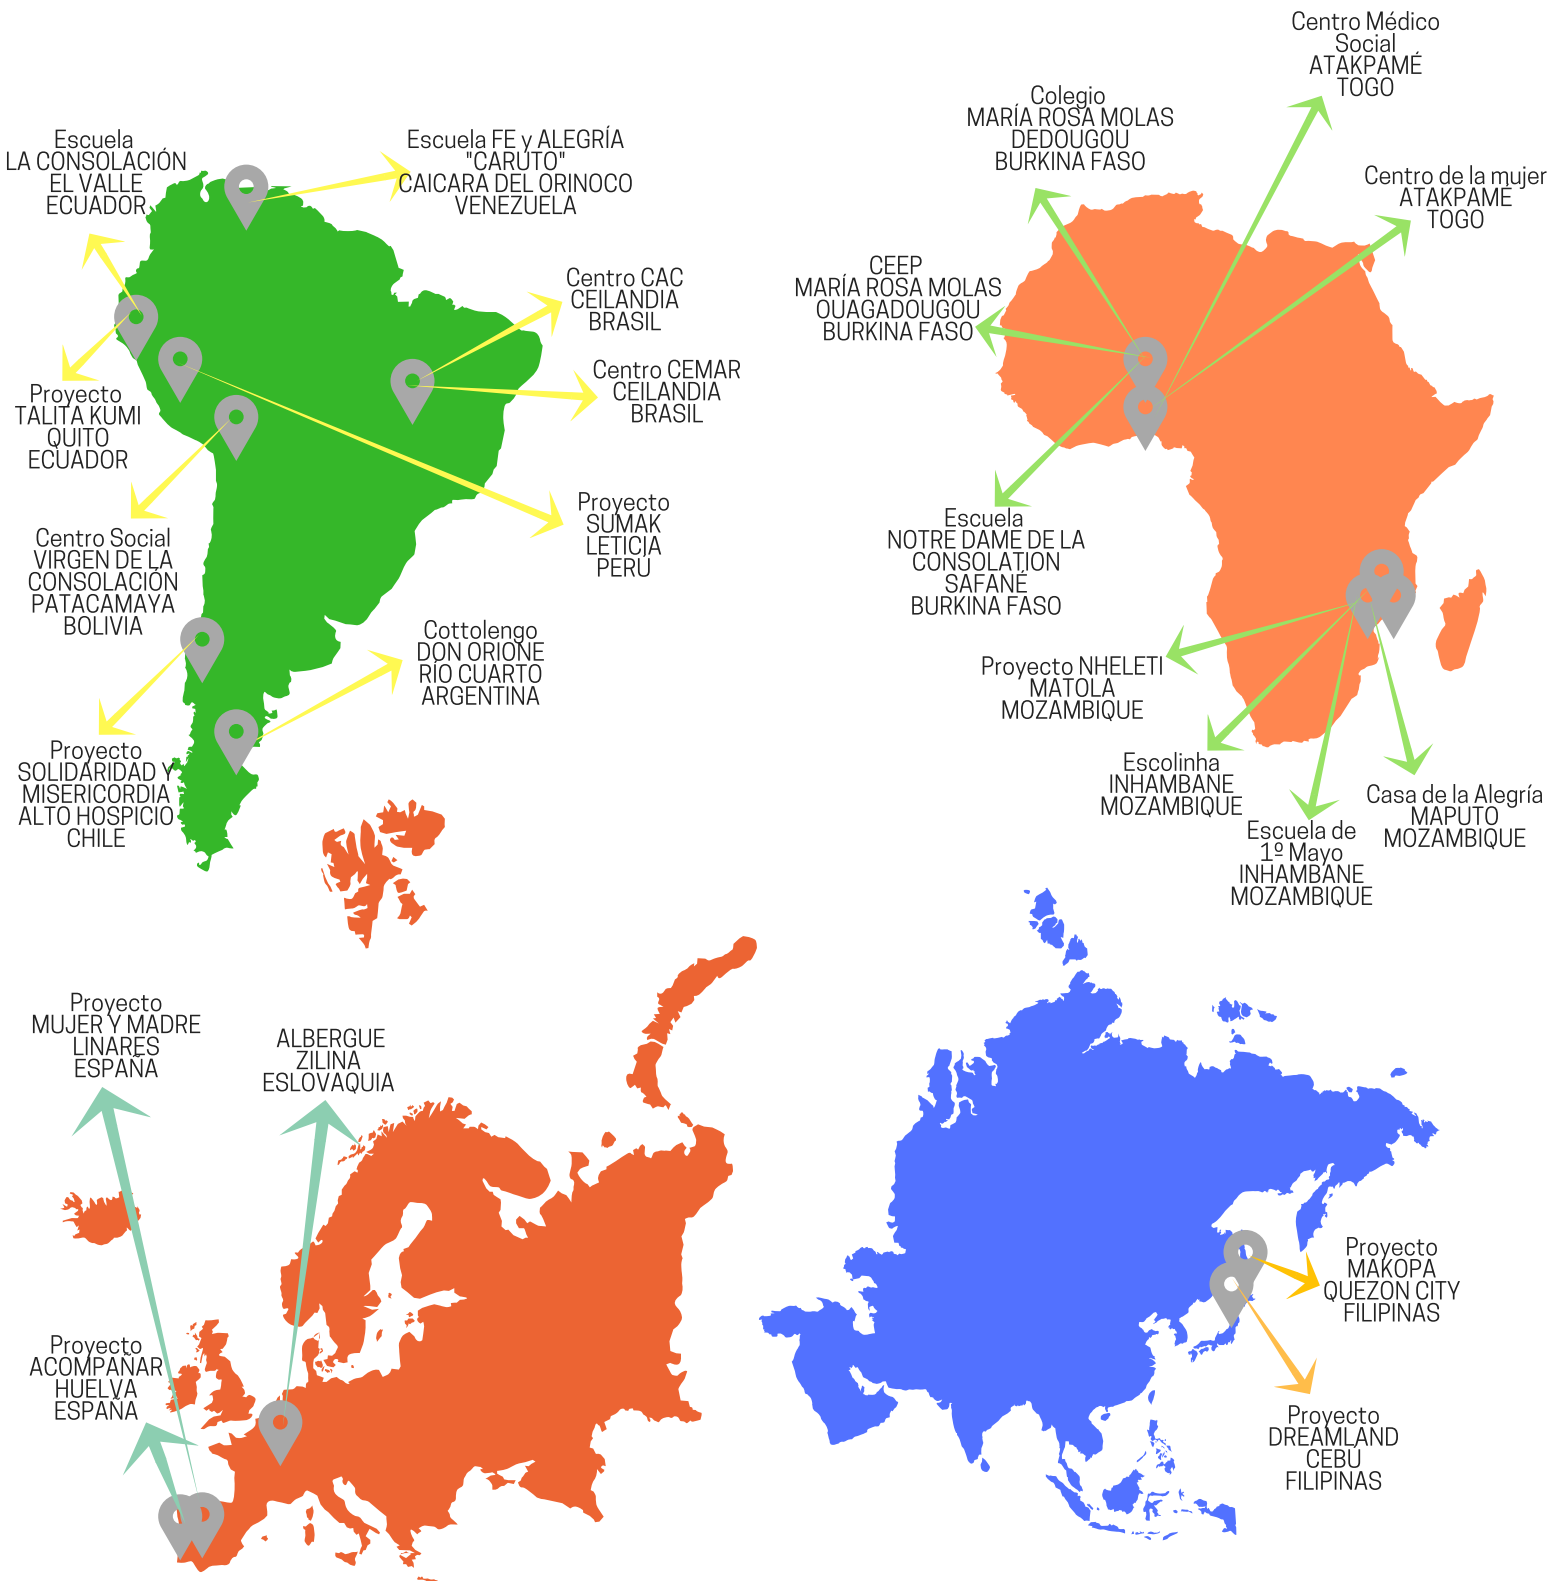 Escuela
LA CONSOLACIÓN
EL VALLE
ECUADOR
Escuela FE y ALEGRÍA
"CARUTO"
CAICARA DEL ORINOCO
VENEZUELA
Centro CAC
CEILANDIA
BRASIL
Centro CEMAR
CEILANDIA
BRASIL
Proyecto
TALITA KUMI
QUITO
ECUADOR
Proyecto
SUMAK
LETICIA
PERÚ
Centro Social
VIRGEN DE LA
CONSOLACIÓN
PATACAMAYA
BOLIVIA
Cottolengo
DON ORIONE
RÍO CUARTO
ARGENTINA
Proyecto
SOLIDARIDAD Y
MISERICORDIA
ALTO HOSPICIO
CHILE
Centro Médico
Social
ATAKPAMÉ
TOGO
Colegio
MARÍA ROSA MOLAS
DEDOUGOU
BURKINA FASO
Centro de la mujer
ATAKPAMÉ
TOGO
CEEP
MARÍA ROSA MOLAS
OUAGADOUGOU
BURKINA FASO
Escuela
NOTRE DAME DE LA
CONSOLATION
SAFANÉ
BURKINA FASO
Proyecto NHELETI
MATOLA
MOZAMBIQUE
Escolinha
INHAMBANE
MOZAMBIQUE
Casa de la Alegría
MAPUTO
MOZAMBIQUE
Escuela de
1º Mayo
INHAMBANE
MOZAMBIQUE
Proyecto
MUJER Y MADRE
LINARES
ESPAÑA
ALBERGUE
ZILINA
ESLOVAQUIA
Proyecto
ACOMPAÑAR
HUELVA
ESPAÑA
Proyecto
MAKOPA
QUEZON CITY
FILIPINAS
Proyecto
DREAMLAND
CEBÚ
FILIPINAS